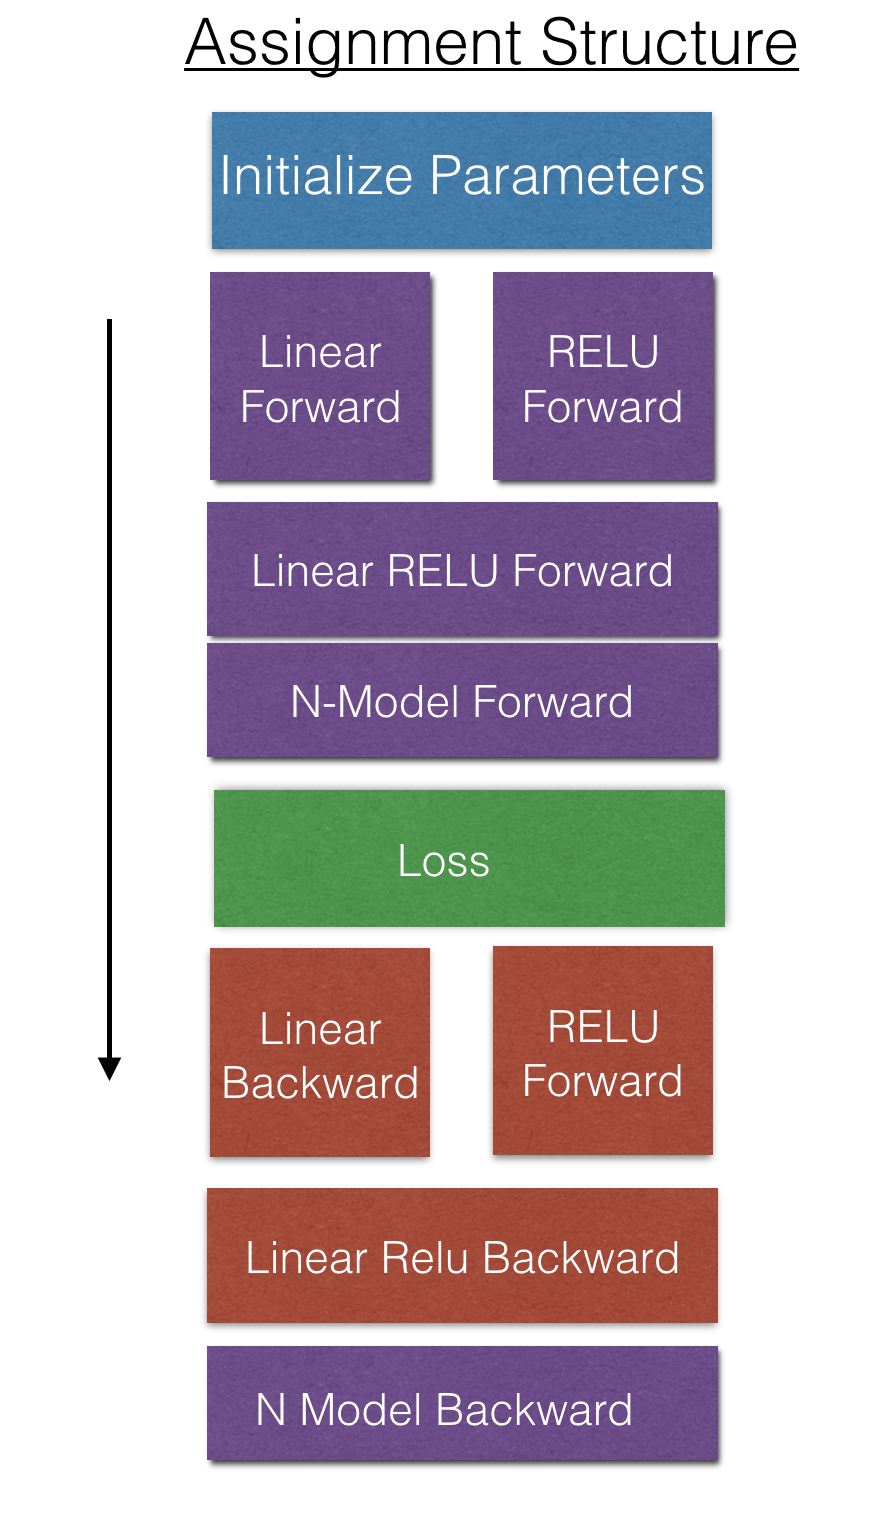 Assignment Structure
Initialize Parameters
Linear
Forward
RELU
Forward
Linear RELU Forward
N-Model Forward
Loss
Linear
Backward
RELU
Forward
Linear Relu Backward
N Model Backward